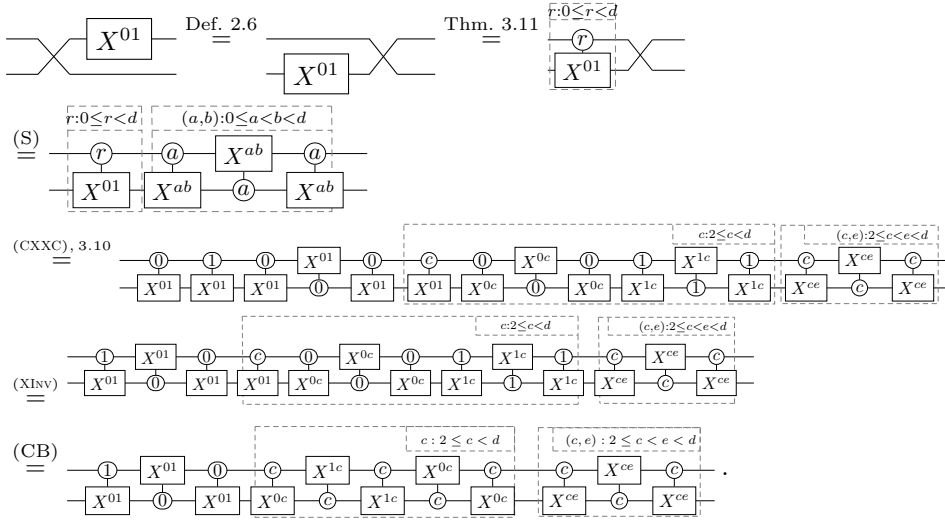 X^{01} Def. 2.6 = X^{01} Thm. 3.11 = r:0≤r<d r X^{01}
(S) = r:0≤r<d r X^{01} (a,b):0≤a<b<d a X^{ab} a X^{ab} a X^{ab}
(CXXC), 3.10 = c:2≤c<d (c,e):2≤c<e<d
0 1 0 X^{01} 0 c 0 X^{0c} 0 1 X^{1c} 1 c X^{ce} c
X^{01} X^{01} X^{01} 0 X^{01} X^{01} X^{0c} 0 X^{0c} X^{1c} 1 X^{1c} X^{ce} c X^{ce}
(XINV) = c:2≤c<d (c,e):2≤c<e<d
1 X^{01} 0 c 0 X^{0c} 0 1 X^{1c} 1 c X^{ce} c
X^{01} 0 X^{01} X^{01} X^{0c} 0 X^{0c} X^{1c} 1 X^{1c} X^{ce} c X^{ce}
(CB) = c : 2 ≤ c < d (c, e) : 2 ≤ c < e < d
1 X^{01} 0 c X^{1c} c X^{0c} c c X^{ce} c .
X^{01} 0 X^{01} X^{0c} c X^{1c} c X^{0c} X^{ce} c X^{ce}